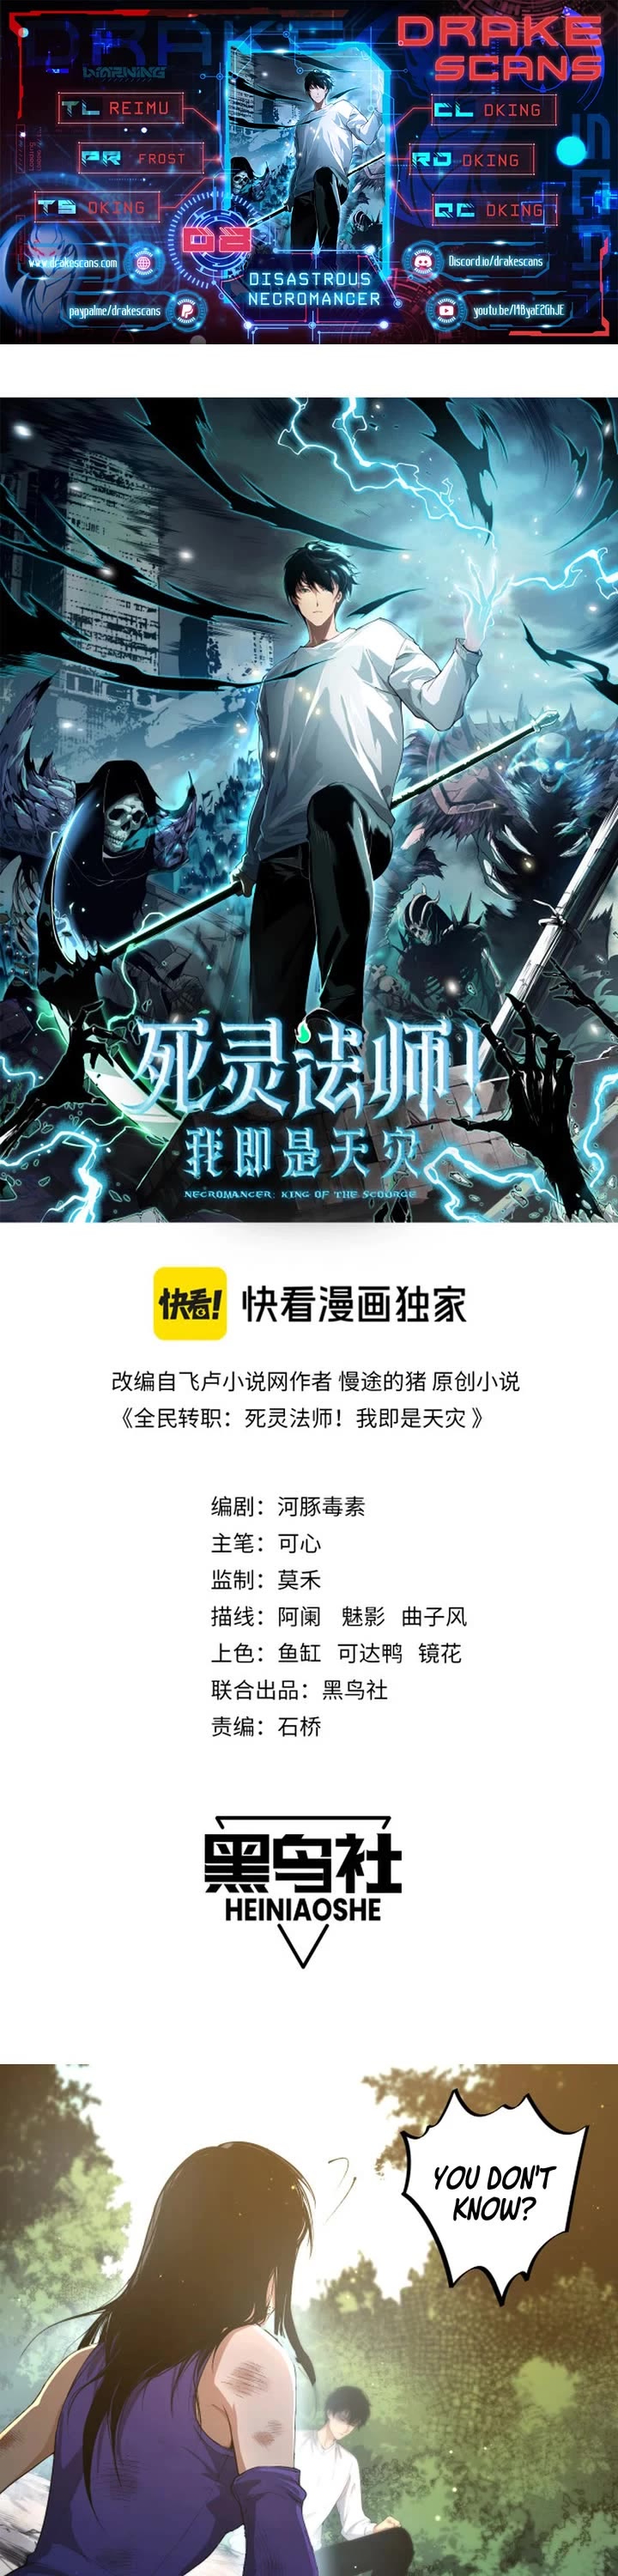 DRAKE
SCANS
WARNING
TL REIMU
CL DKING
PR FROST
RD DKING
TS DKING
QC DKING
08
www.drakescans.com
Discord.io/drakescans
DISASTROUS
NECROMANCER
paypalme/drakescans
死灵法师!
我即是天灾
NECROMANCER: KING OF THE SCOURGE
快看!
快看漫画独家
改编自飞卢小说网作者 慢途的猪 原创小说
《全民转职：死灵法师！我即是天灾 》
编剧：河豚毒素
主笔：可心
监制：莫禾
描线：阿阑 魅影 曲子风
上色：鱼缸 可达鸭 镜花
联合出品：黑鸟社
责编：石桥
黑鸟社
HEINIAOSHE
YOU DON'T
KNOW?